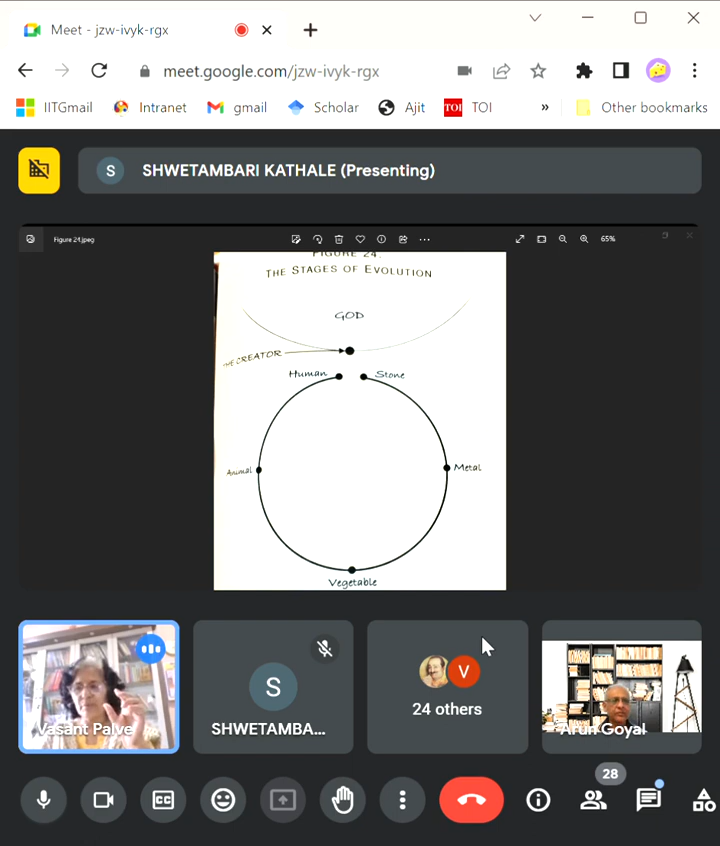 Meet - jzw-ivyk-rgx
meet.google.com/jzw-ivyk-rgx
IITGmail
Intranet
gmail
Scholar
Ajit
TOI
TOI
»
Other bookmarks
S
SHWETAMBARI KATHALE (Presenting)
Figure 24.jpeg
65%
FIGURE 24.
THE STAGES OF EVOLUTION
GOD
CREATOR
Human
Stone
Animal
Metal
Vegetable
Vasant Palve
S
SHWETAMBA...
V
24 others
Arun Goyal
CC
28